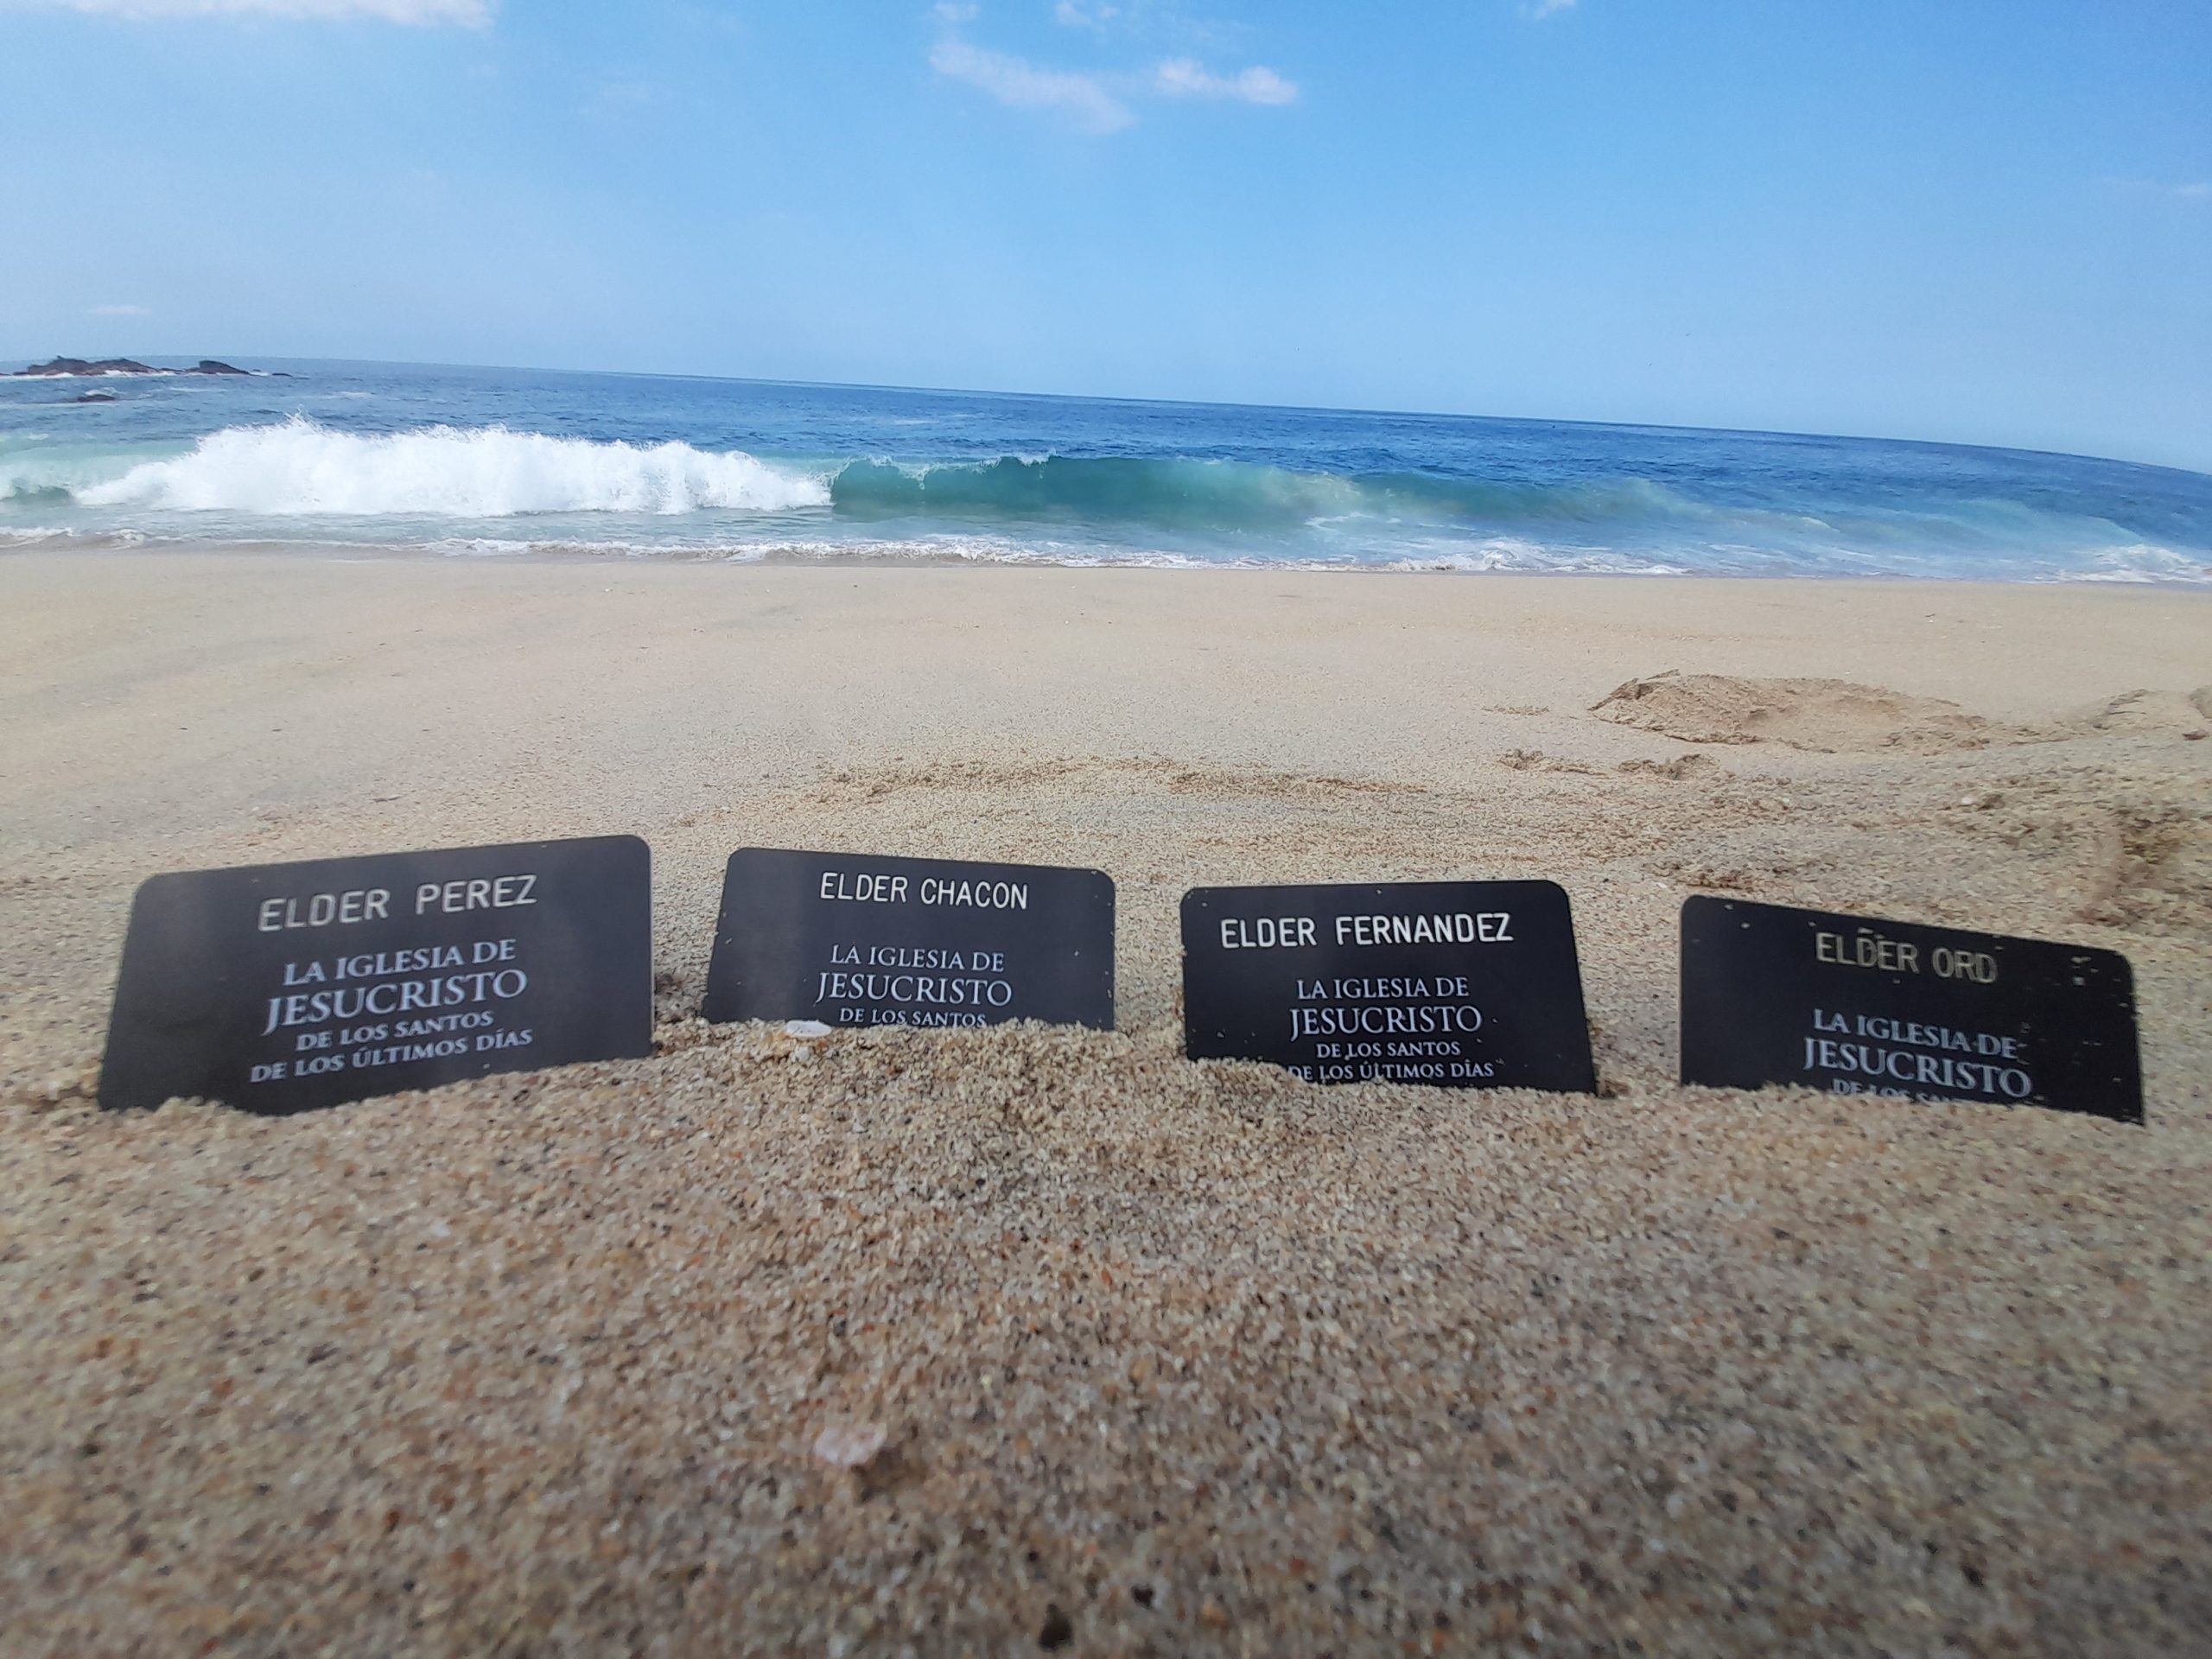 ELDER PEREZ
LA IGLESIA DE
JESUCRISTO
DE LOS SANTOS
DE LOS ÚLTIMOS DÍAS
ELDER CHACON
LA IGLESIA DE
JESUCRISTO
DE LOS SANTOS
ELDER FERNANDEZ
LA IGLESIA DE
JESUCRISTO
DE LOS SANTOS
DE LOS ÚLTIMOS DÍAS
ELDER ORD
LA IGLESIA DE
JESUCRISTO
DE LOS